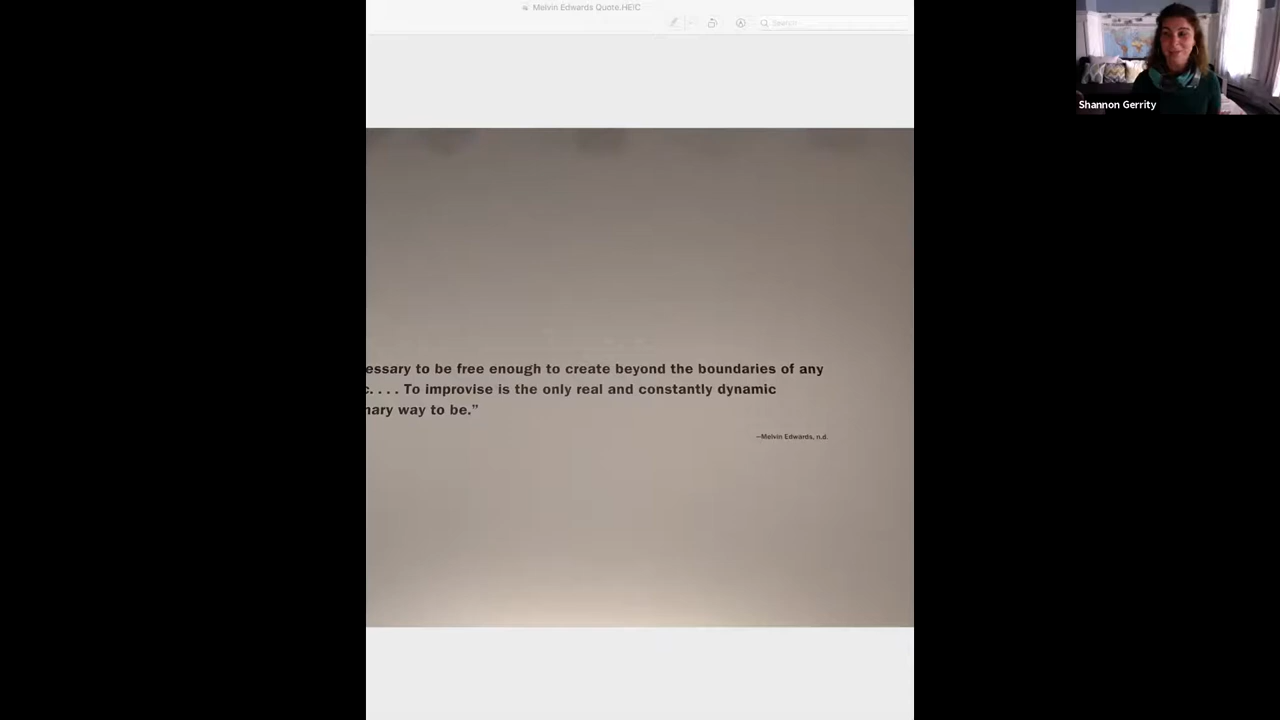 Melvin Edwards Quote.HEIC
Search
Shannon Gerrity
essary to be free enough to create beyond the boundaries of any
c. . . . To improvise is the only real and constantly dynamic
nary way to be.”
—Melvin Edwards, n.d.